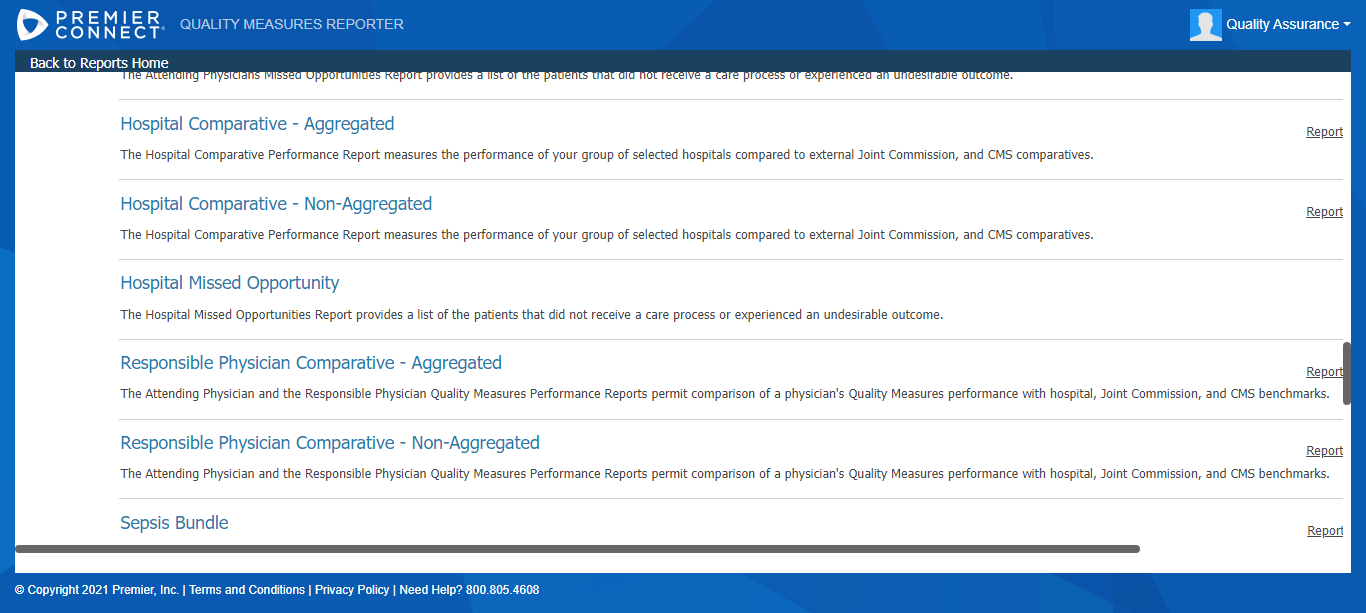 PREMIER
CONNECT
QUALITY MEASURES REPORTER
Quality Assurance
Back to Reports Home
The Attending Physicians Missed Opportunities Report provides a list of the patients that did not receive a care process or experienced an undesirable outcome.
Hospital Comparative - Aggregated
Report
The Hospital Comparative Performance Report measures the performance of your group of selected hospitals compared to external Joint Commission, and CMS comparatives.
Hospital Comparative - Non-Aggregated
Report
The Hospital Comparative Performance Report measures the performance of your group of selected hospitals compared to external Joint Commission, and CMS comparatives.
Hospital Missed Opportunity
The Hospital Missed Opportunities Report provides a list of the patients that did not receive a care process or experienced an undesirable outcome.
Responsible Physician Comparative - Aggregated
Report
The Attending Physician and the Responsible Physician Quality Measures Performance Reports permit comparison of a physician's Quality Measures performance with hospital, Joint Commission, and CMS benchmarks.
Responsible Physician Comparative - Non-Aggregated
Report
The Attending Physician and the Responsible Physician Quality Measures Performance Reports permit comparison of a physician's Quality Measures performance with hospital, Joint Commission, and CMS benchmarks.
Sepsis Bundle
Report
© Copyright 2021 Premier, Inc. | Terms and Conditions | Privacy Policy | Need Help? 800.805.4608